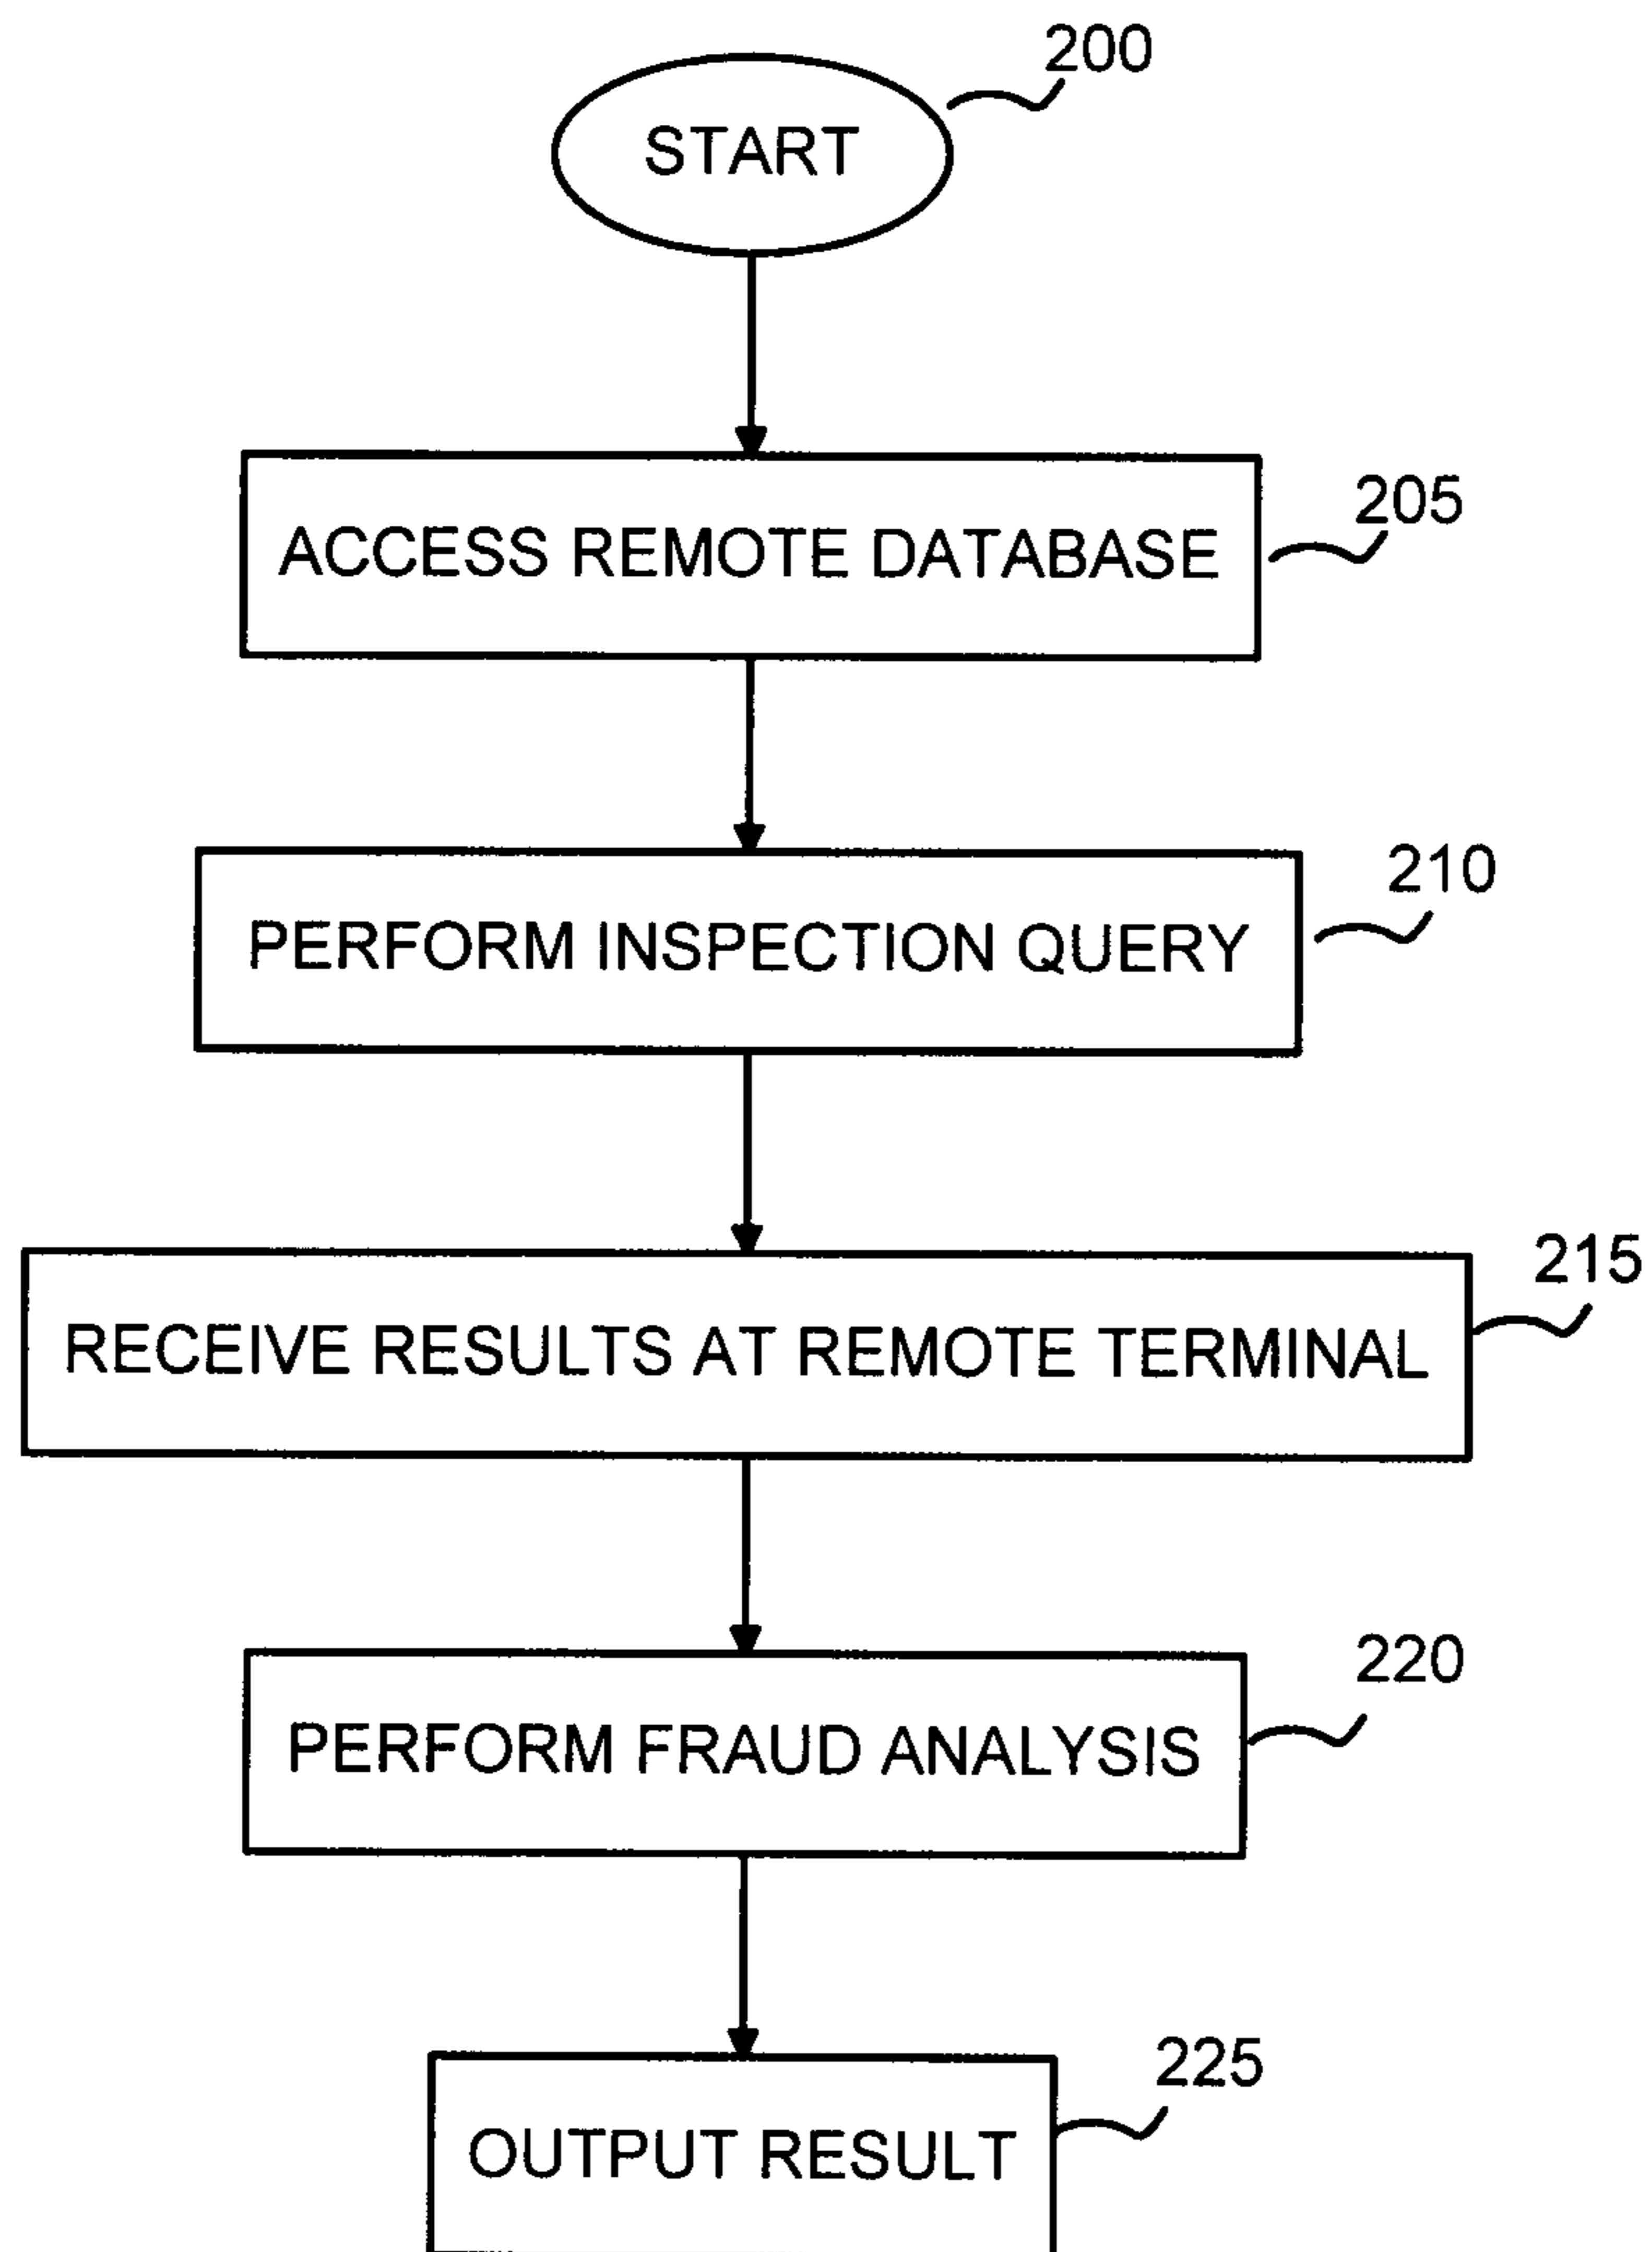 200
START
ACCESS REMOTE DATABASE
205
PERFORM INSPECTION QUERY
210
RECEIVE RESULTS AT REMOTE TERMINAL
215
PERFORM FRAUD ANALYSIS
220
OUTPUT RESULT
225